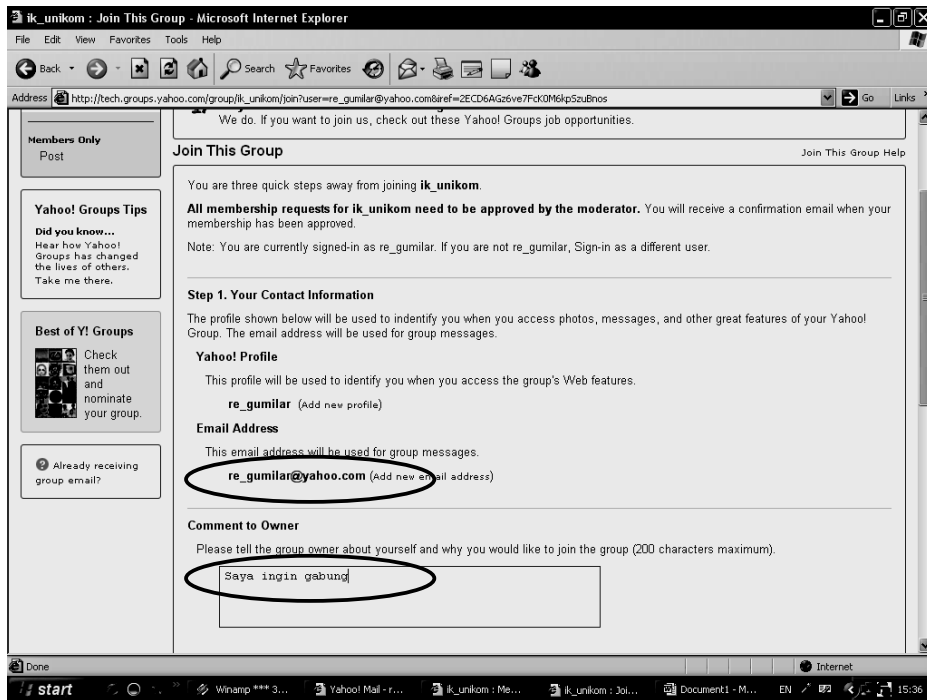 ik_unikom : Join This Group - Microsoft Internet Explorer
File Edit View Favorites Tools Help
Back Search Favorites
Address http://tech.groups.yahoo.com/group/ik_unikom/join?user=re_gumilar@yahoo.com&iref=2ECD6AGz6ve7FcK0M6kpSzuBnos Go Links
We do. If you want to join us, check out these Yahoo! Groups job opportunities.
Members Only
Post
Join This Group
Join This Group Help
You are three quick steps away from joining ik_unikom.
All membership requests for ik_unikom need to be approved by the moderator. You will receive a confirmation email when your
membership has been approved.
Note: You are currently signed-in as re_gumilar. If you are not re_gumilar, Sign-in as a different user.
Yahoo! Groups Tips
Did you know...
Hear how Yahoo!
Groups has changed
the lives of others.
Take me there.
Step 1. Your Contact Information
The profile shown below will be used to indentify you when you access photos, messages, and other great features of your Yahoo!
Group. The email address will be used for group messages.
Best of Y! Groups
Check
them out
and
nominate
your group.
Yahoo! Profile
This profile will be used to identify you when you access the group's Web features.
re_gumilar (Add new profile)
Email Address
This email address will be used for group messages.
re_gumilar@yahoo.com (Add new email address)
Already receiving
group email?
Comment to Owner
Please tell the group owner about yourself and why you would like to join the group (200 characters maximum).
Saya ingin gabung
Done
Internet
start Winamp *** 3... Yahoo! Mail - r... ik_unikom : Me... ik_unikom : Joi... Document1 - M... EN 15:36